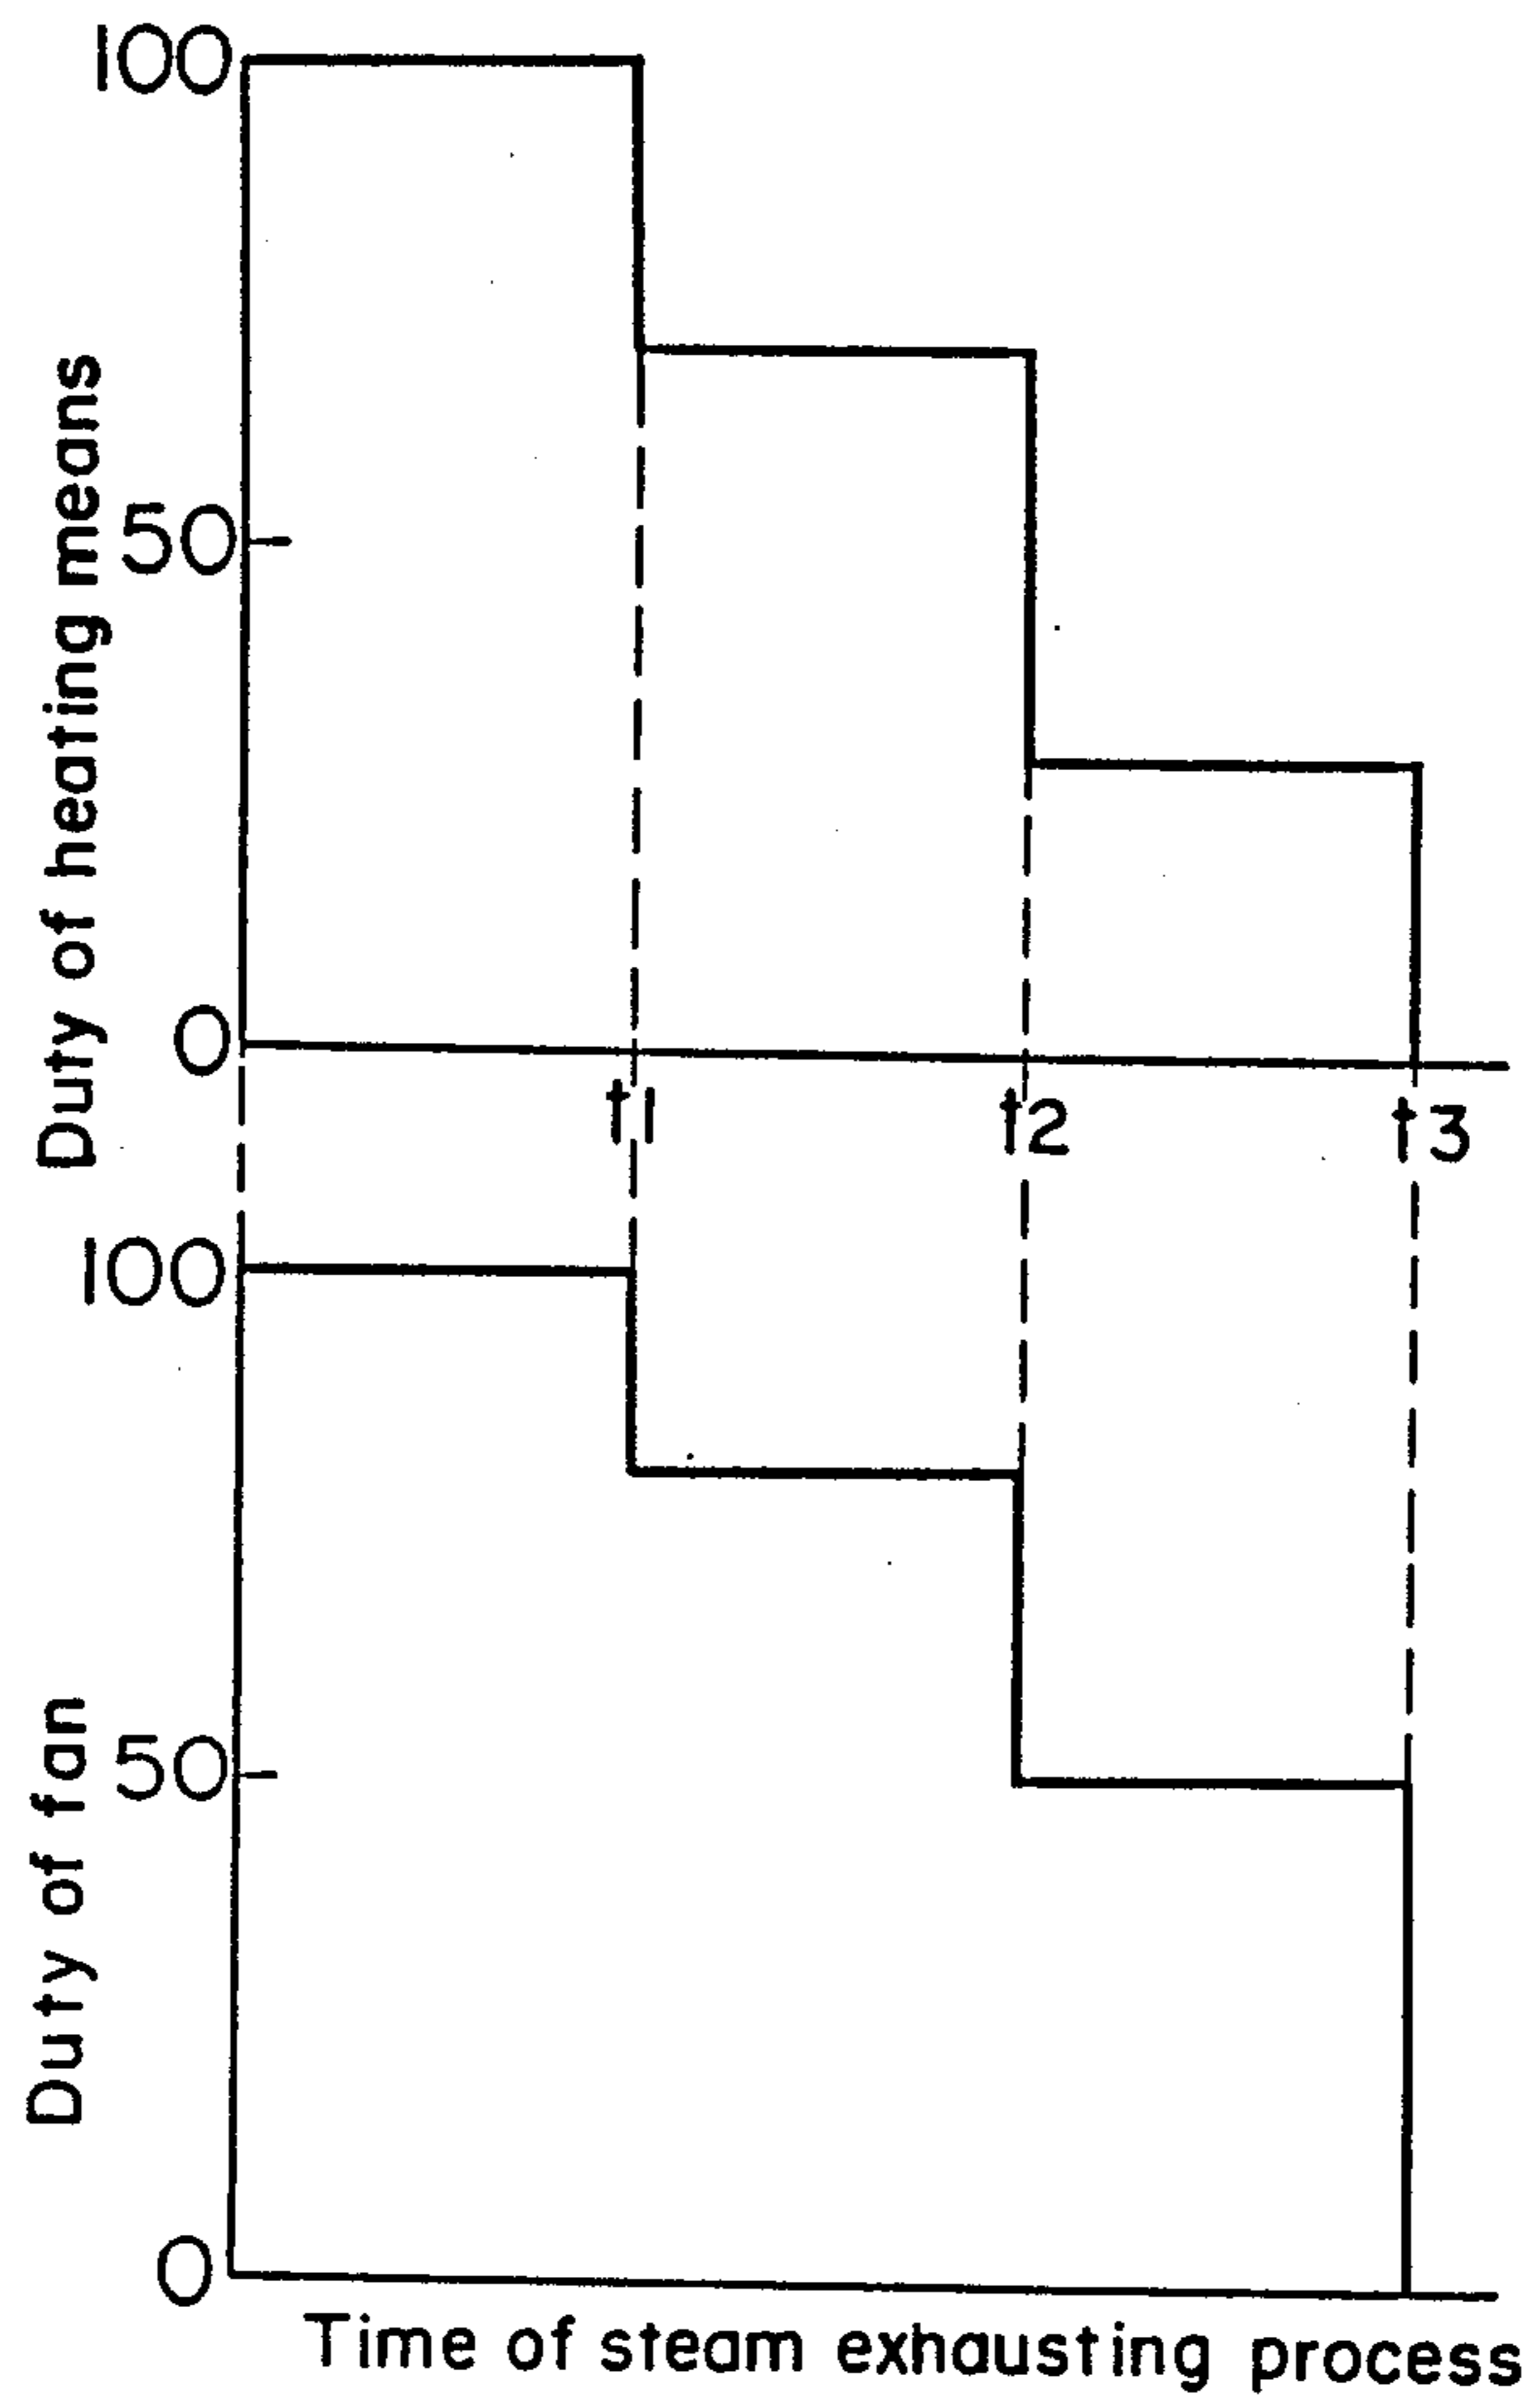 100
50
0
Duty of heating means
t1
t2
t3
100
50
0
Duty of fan
Time of steam exhausting process